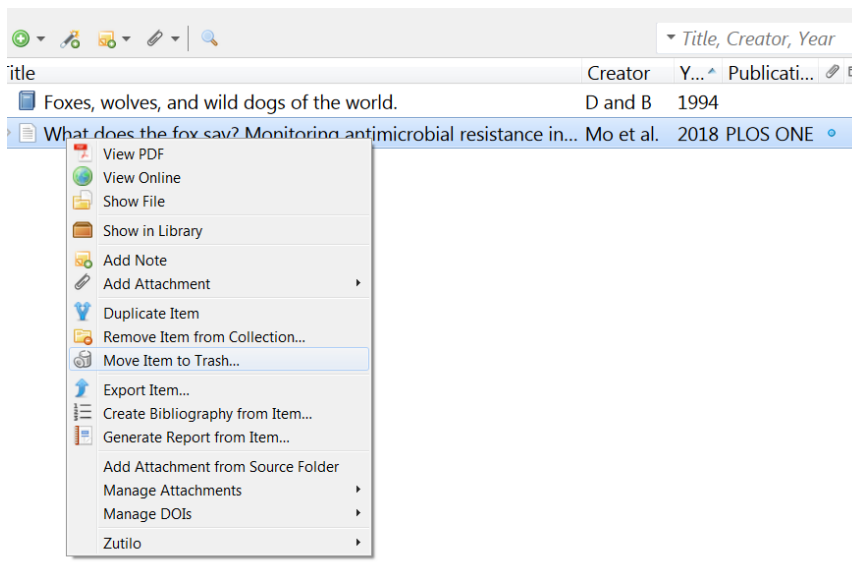 Title, Creator, Year
itle Creator Y... Publicati...
Foxes, wolves, and wild dogs of the world. D and B 1994
What does the fox say? Monitoring antimicrobial resistance in... Mo et al. 2018 PLOS ONE
View PDF
View Online
Show File
Show in Library
Add Note
Add Attachment
Duplicate Item
Remove Item from Collection...
Move Item to Trash...
Export Item...
Create Bibliography from Item...
Generate Report from Item...
Add Attachment from Source Folder
Manage Attachments
Manage DOIs
Zutilo